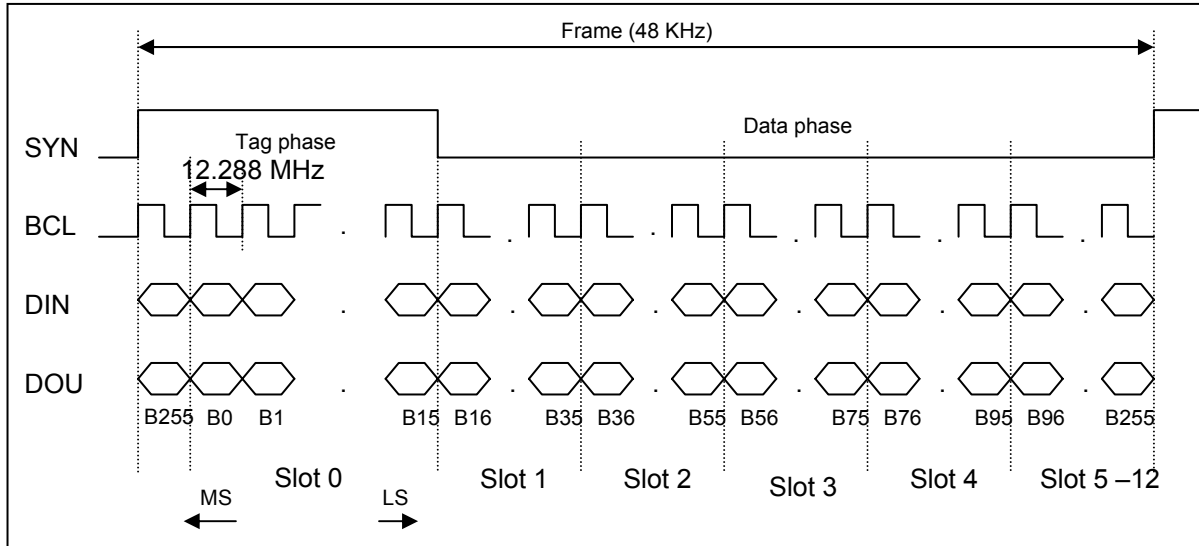 Frame (48 KHz)
SYN
Tag phase
Data phase
12.288 MHz
BCL
DIN
DOU
B255 B0 B1 B15 B16 B35 B36 B55 B56 B75 B76 B95 B96 B255
Slot 0 Slot 1 Slot 2 Slot 3 Slot 4 Slot 5 –12
MS LS